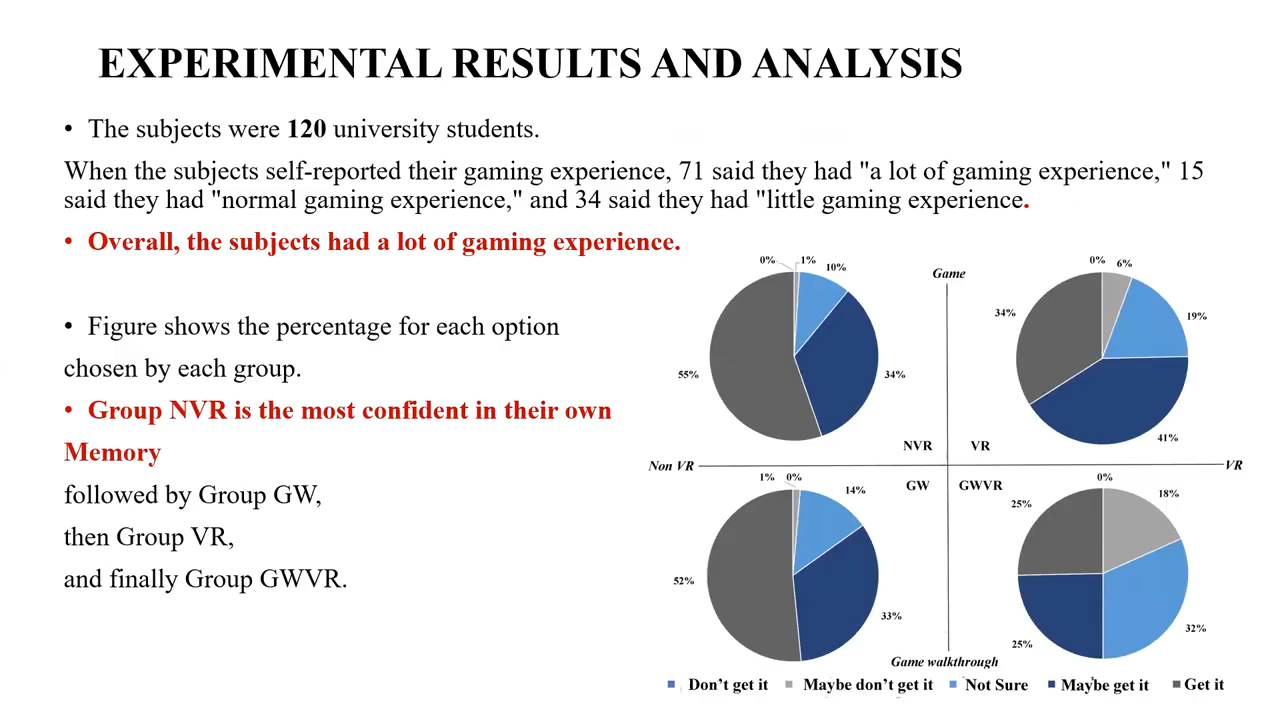 EXPERIMENTAL RESULTS AND ANALYSIS
• The subjects were 120 university students.
When the subjects self-reported their gaming experience, 71 said they had "a lot of gaming experience," 15
said they had "normal gaming experience," and 34 said they had "little gaming experience.
• Overall, the subjects had a lot of gaming experience.
• Figure shows the percentage for each option
chosen by each group.
• Group NVR is the most confident in their own
Memory
followed by Group GW,
then Group VR,
and finally Group GWVR.
0% 1% 10%
34%
55%
Game
0% 6%
19%
34%
41%
NVR VR
Non VR
VR
GW GWVR
1% 0% 14%
52%
33%
0%
18%
25%
32%
25%
Game walkthrough
Don’t get it Maybe don't get it Not Sure Maybe get it Get it